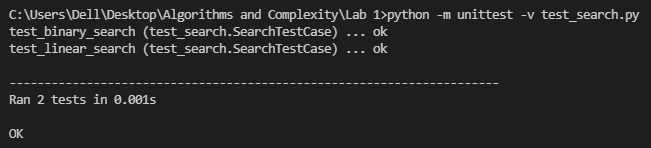 C:\Users\Dell\Desktop\Algorithms and Complexity\Lab 1>python -m unittest -v test_search.py
test_binary_search (test_search.SearchTestCase) ... ok
test_linear_search (test_search.SearchTestCase) ... ok
----------------------------------------------------------------------
Ran 2 tests in 0.001s
OK